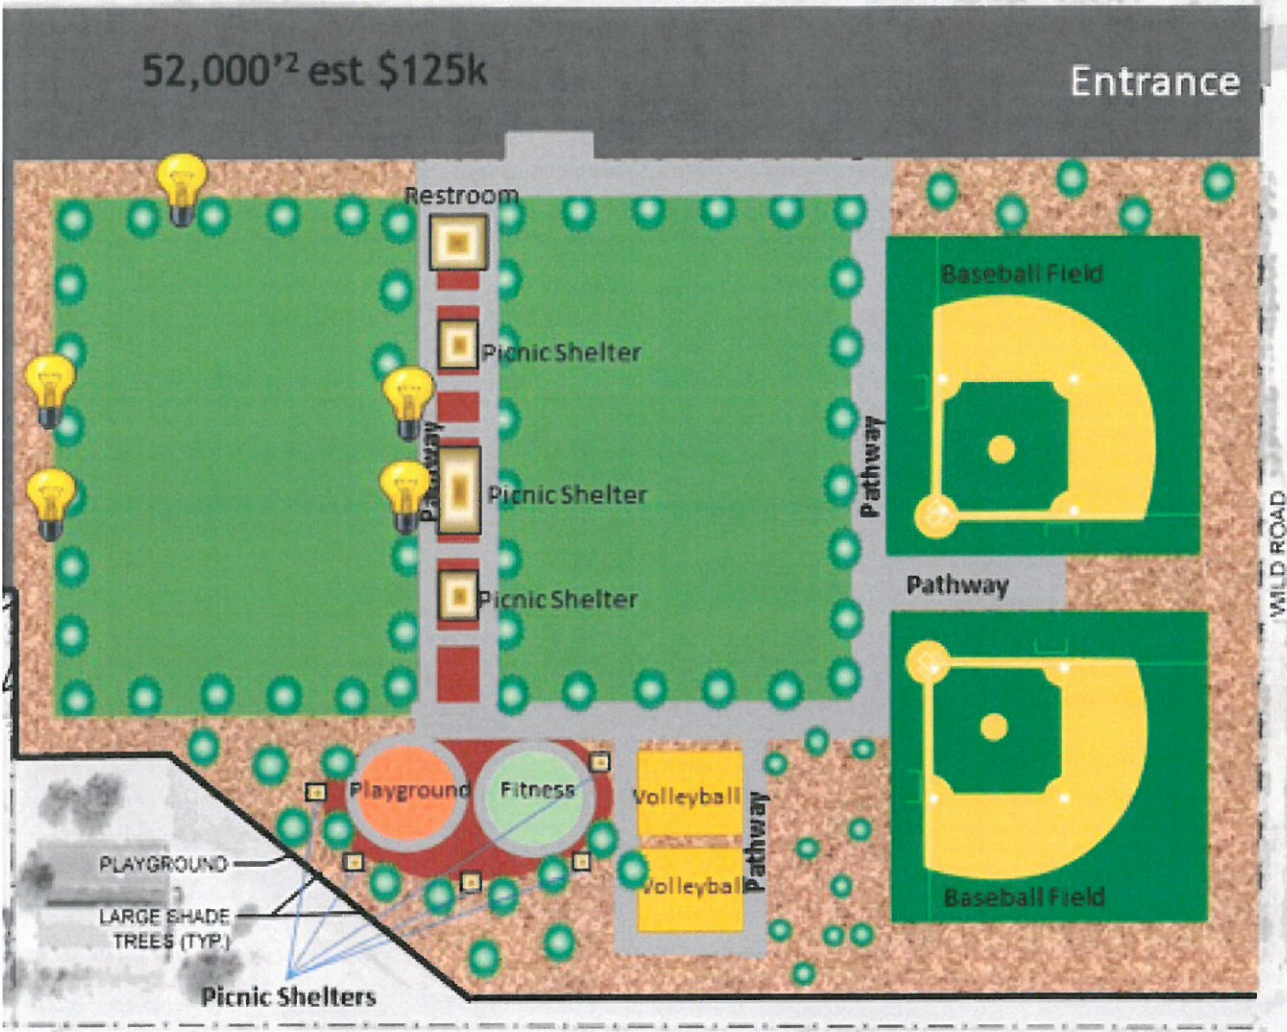 52,000'² est $125k
Entrance
Restroom
Baseball Field
Picnic Shelter
Pathway
Pathway
Picnic Shelter
WILD ROAD
Picnic Shelter
Pathway
Playground
Fitness
Volleyball
Pathway
PLAYGROUND
Volleyball
Baseball Field
LARGE SHADE
TREES (TYP.)
Picnic Shelters